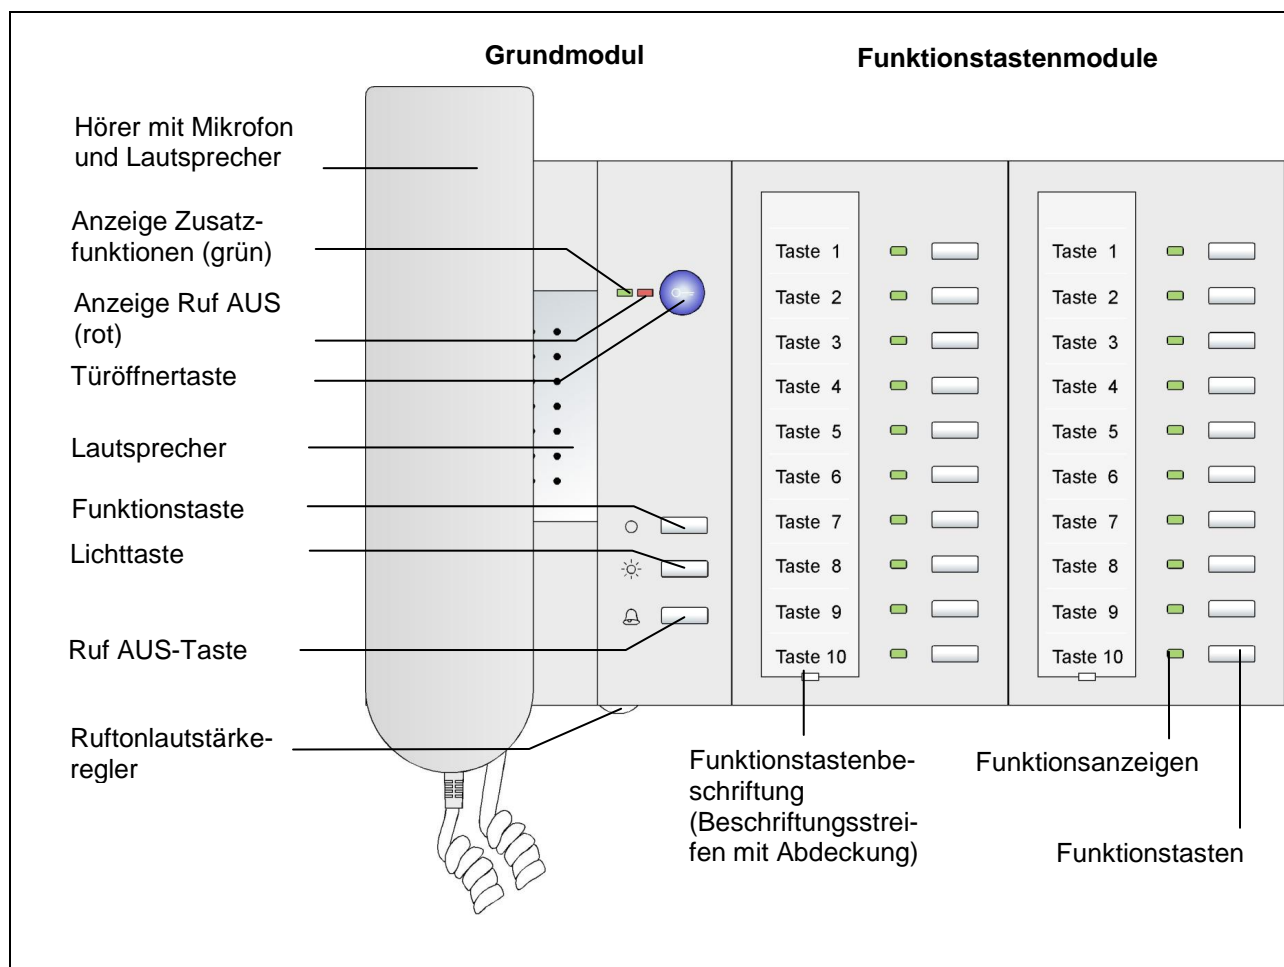 Grundmodul
Funktionstastenmodule
Hörer mit Mikrofon
und Lautsprecher
Anzeige Zusatz-
funktionen (grün)
Anzeige Ruf AUS
(rot)
Türöffnertaste
Lautsprecher
Funktionstaste
Lichttaste
Ruf AUS-Taste
Ruftonlautstärke-
regler
Taste 1
Taste 2
Taste 3
Taste 4
Taste 5
Taste 6
Taste 7
Taste 8
Taste 9
Taste 10
Taste 1
Taste 2
Taste 3
Taste 4
Taste 5
Taste 6
Taste 7
Taste 8
Taste 9
Taste 10
Funktionstastenbe-
schriftung
(Beschriftungsstrei-
fen mit Abdeckung)
Funktionsanzeigen
Funktionstasten